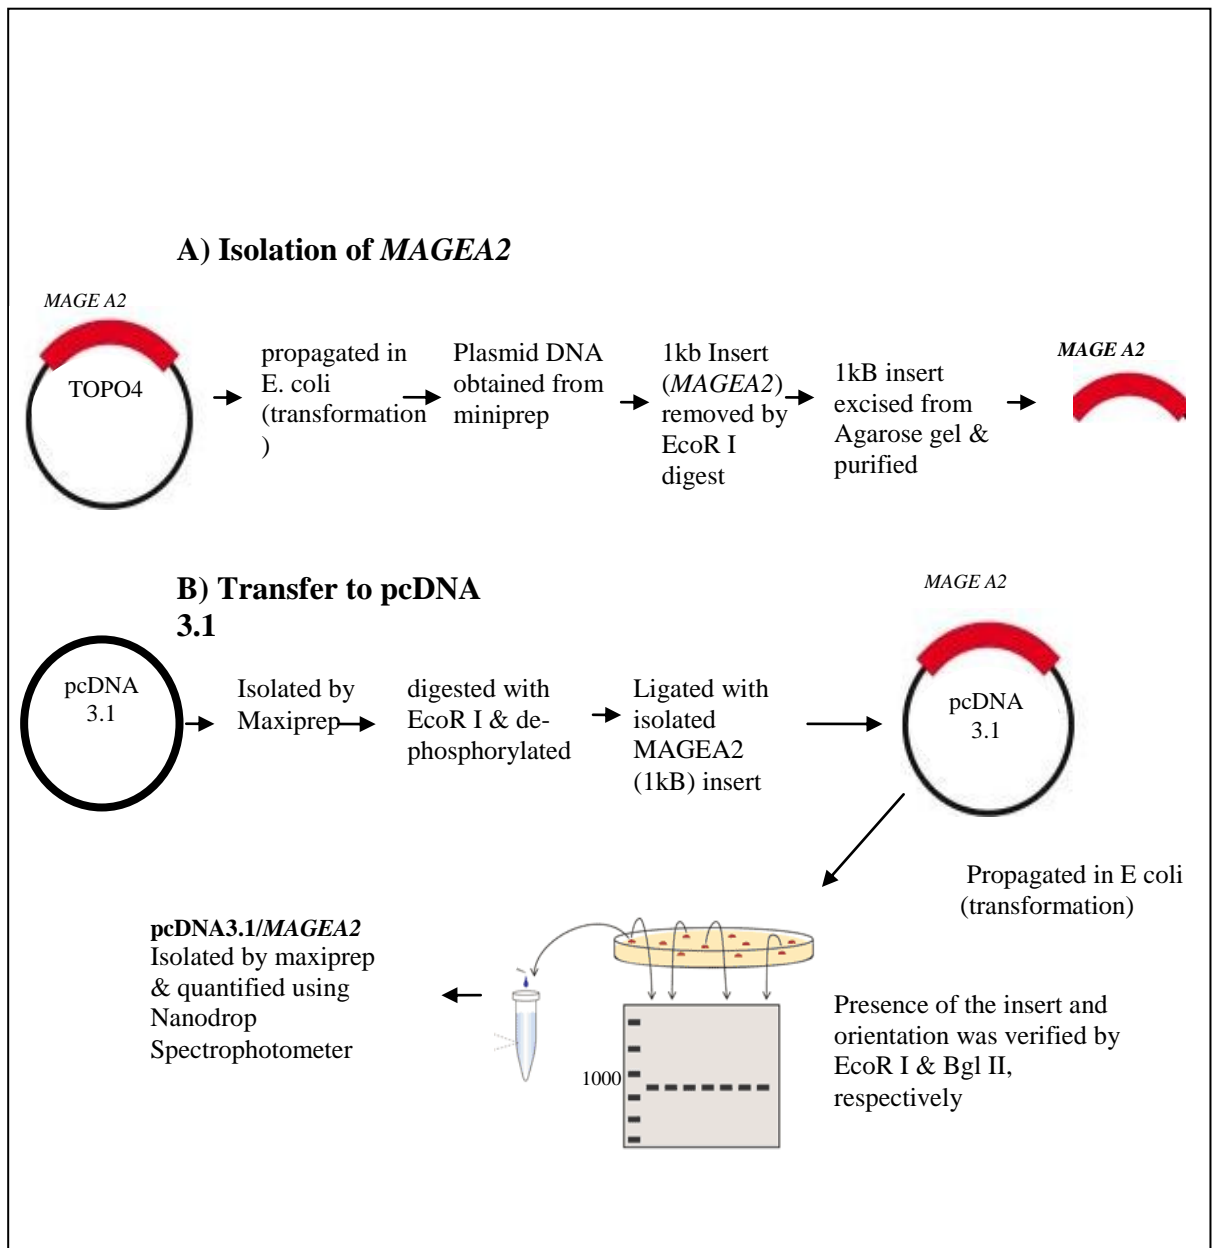 A) Isolation of MAGEA2
MAGE A2
TOPO4
propagated in
E. coli
(transformation
)
Plasmid DNA
obtained from
miniprep
1kb Insert
(MAGEA2)
removed by
EcoR I
digest
1kB insert
excised from
Agarose gel &
purified
MAGE A2
B) Transfer to pcDNA
3.1
pcDNA
3.1
Isolated by
Maxiprep
digested with
EcoR I & de-
phosphorylated
Ligated with
isolated
MAGEA2
(1kB) insert
MAGE A2
pcDNA
3.1
Propagated in E coli
(transformation)
Presence of the insert and
orientation was verified by
EcoR I & Bgl II,
respectively
1000
pcDNA3.1/MAGEA2
Isolated by maxiprep
& quantified using
Nanodrop
Spectrophotometer